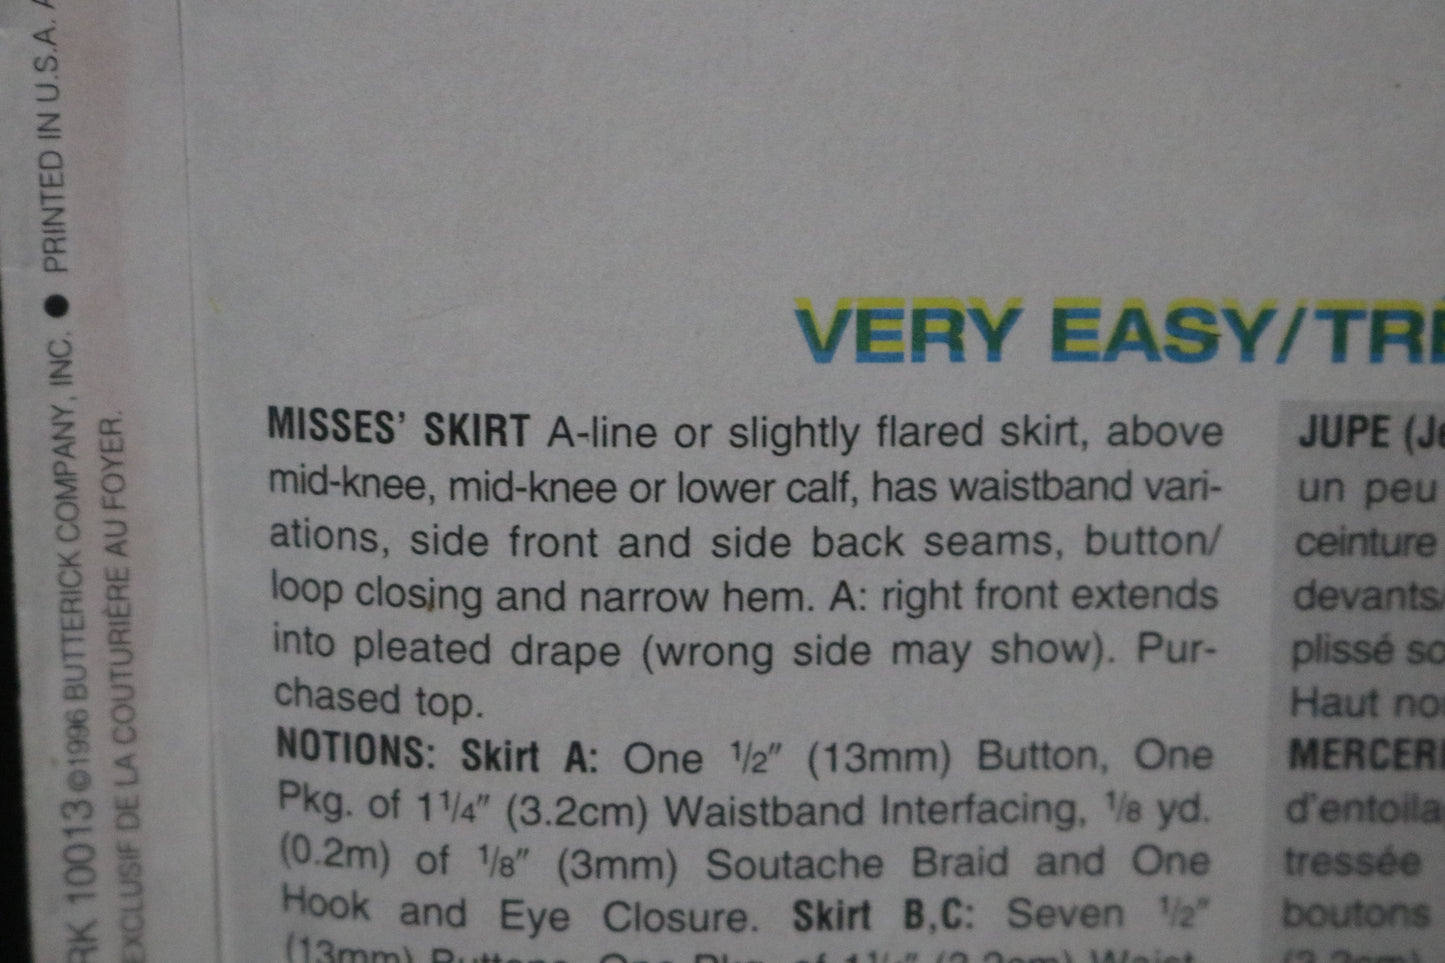 PRINTED IN U.S.A.
RK 10013 ©1996 BUTTERICK COMPANY, INC. ●
EXCLUSIF DE LA COUTURIÈRE AU FOYER.
VERY EASY/TRÈ
MISSES' SKIRT A-line or slightly flared skirt, above
mid-knee, mid-knee or lower calf, has waistband vari-
ations, side front and side back seams, button/
loop closing and narrow hem. A: right front extends
into pleated drape (wrong side may show). Pur-
chased top.
NOTIONS: Skirt A: One 1/2" (13mm) Button, One
Pkg. of 1 1/4" (3.2cm) Waistband Interfacing, 1/8 yd.
(0.2m) of 1/8" (3mm) Soutache Braid and One
Hook and Eye Closure. Skirt B,C: Seven 1/2"
(13mm)
JUPE
un peu
ceinture
devants/
plissé
Haut
MERCERI
d'entoila
tressée
boutons